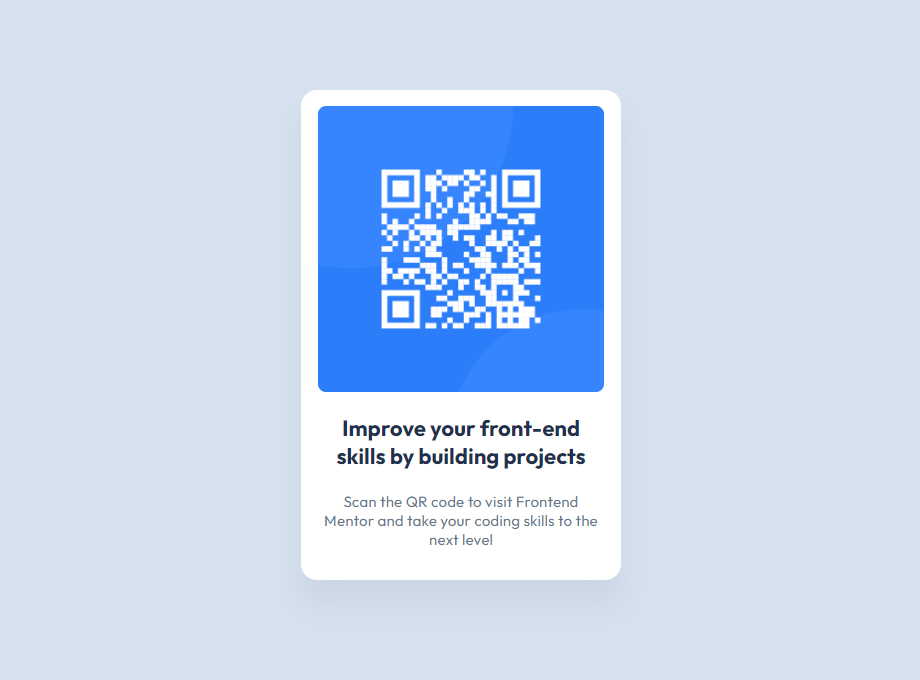 Improve your front-end
skills by building projects
Scan the QR code to visit Frontend
Mentor and take your coding skills to the
next level